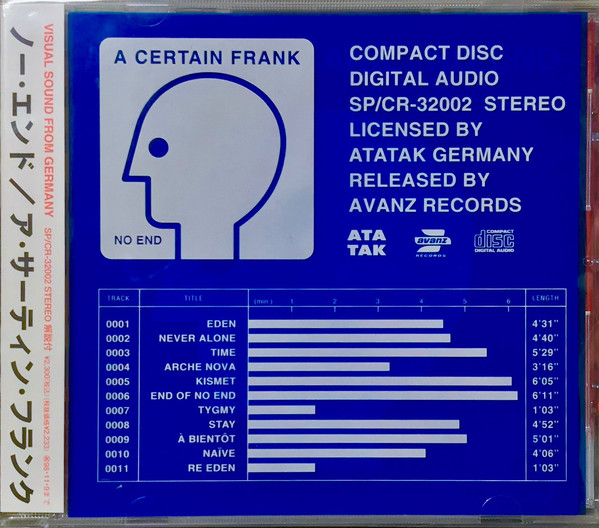 ノー・エンド／ア・サーティン・フランク
VISUAL SOUND FROM GERMANY
SP/CR-32002 STEREO 解説付
A CERTAIN FRANK
NO END
COMPACT DISC
DIGITAL AUDIO
SP/CR-32002 STEREO
LICENSED BY
ATATAK GERMANY
RELEASED BY
AVANZ RECORDS
ATA
TAK
avanz
RECORDS
COMPACT
disc
DIGITAL AUDIO
TRACK TITLE (min.) 1 2 3 4 5 6 LENGTH
0001 EDEN 4'31"
0002 NEVER ALONE 4'40"
0003 TIME 5'29"
0004 ARCHE NOVA 3'16"
0005 KISMET 6'05"
0006 END OF NO END 6'11"
0007 TYGMY 1'03"
0008 STAY 4'52"
0009 À BIENTÔT 5'01"
0010 NAÏVE 4'06"
0011 RE EDEN 1'03"